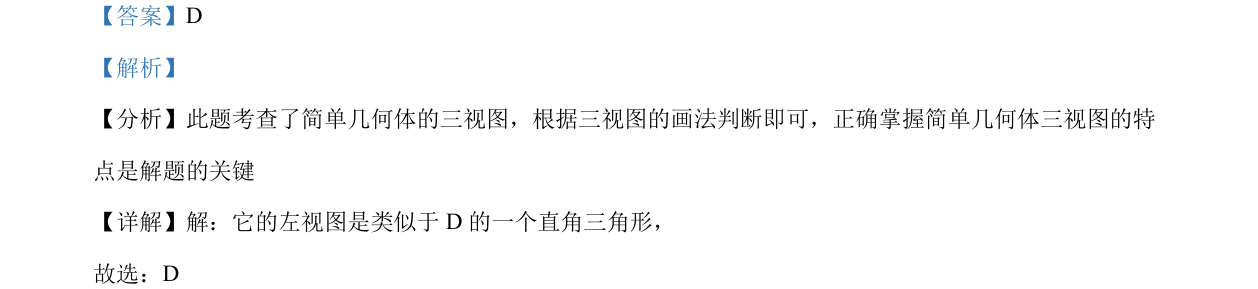 【答案】D
【解析】
【分析】此题考查了简单几何体的三视图，根据三视图的画法判断即可，正确掌握简单几何体三视图的特
点是解题的关键
【详解】解：它的左视图是类似于 D 的一个直角三角形，
故选：D